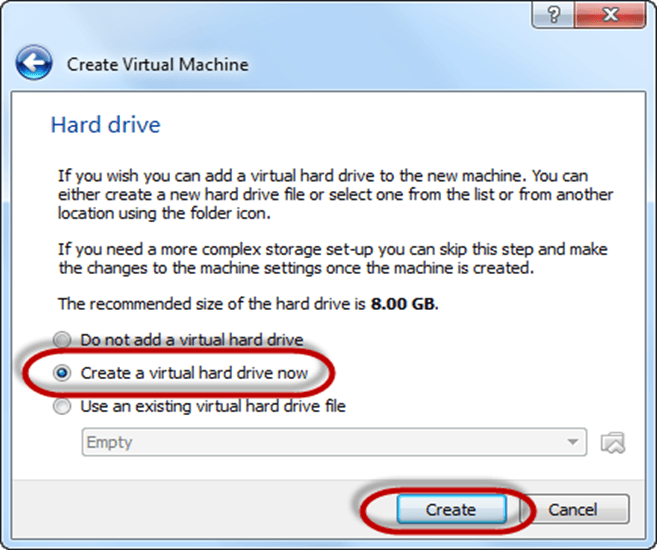 ?
Create Virtual Machine
Hard drive
If you wish you can add a virtual hard drive to the new machine. You can
either create a new hard drive file or select one from the list or from another
location using the folder icon.
If you need a more complex storage set-up you can skip this step and make
the changes to the machine settings once the machine is created.
The recommended size of the hard drive is 8.00 GB.
Do not add a virtual hard drive
Create a virtual hard drive now
Use an existing virtual hard drive file
Empty
Create
Cancel